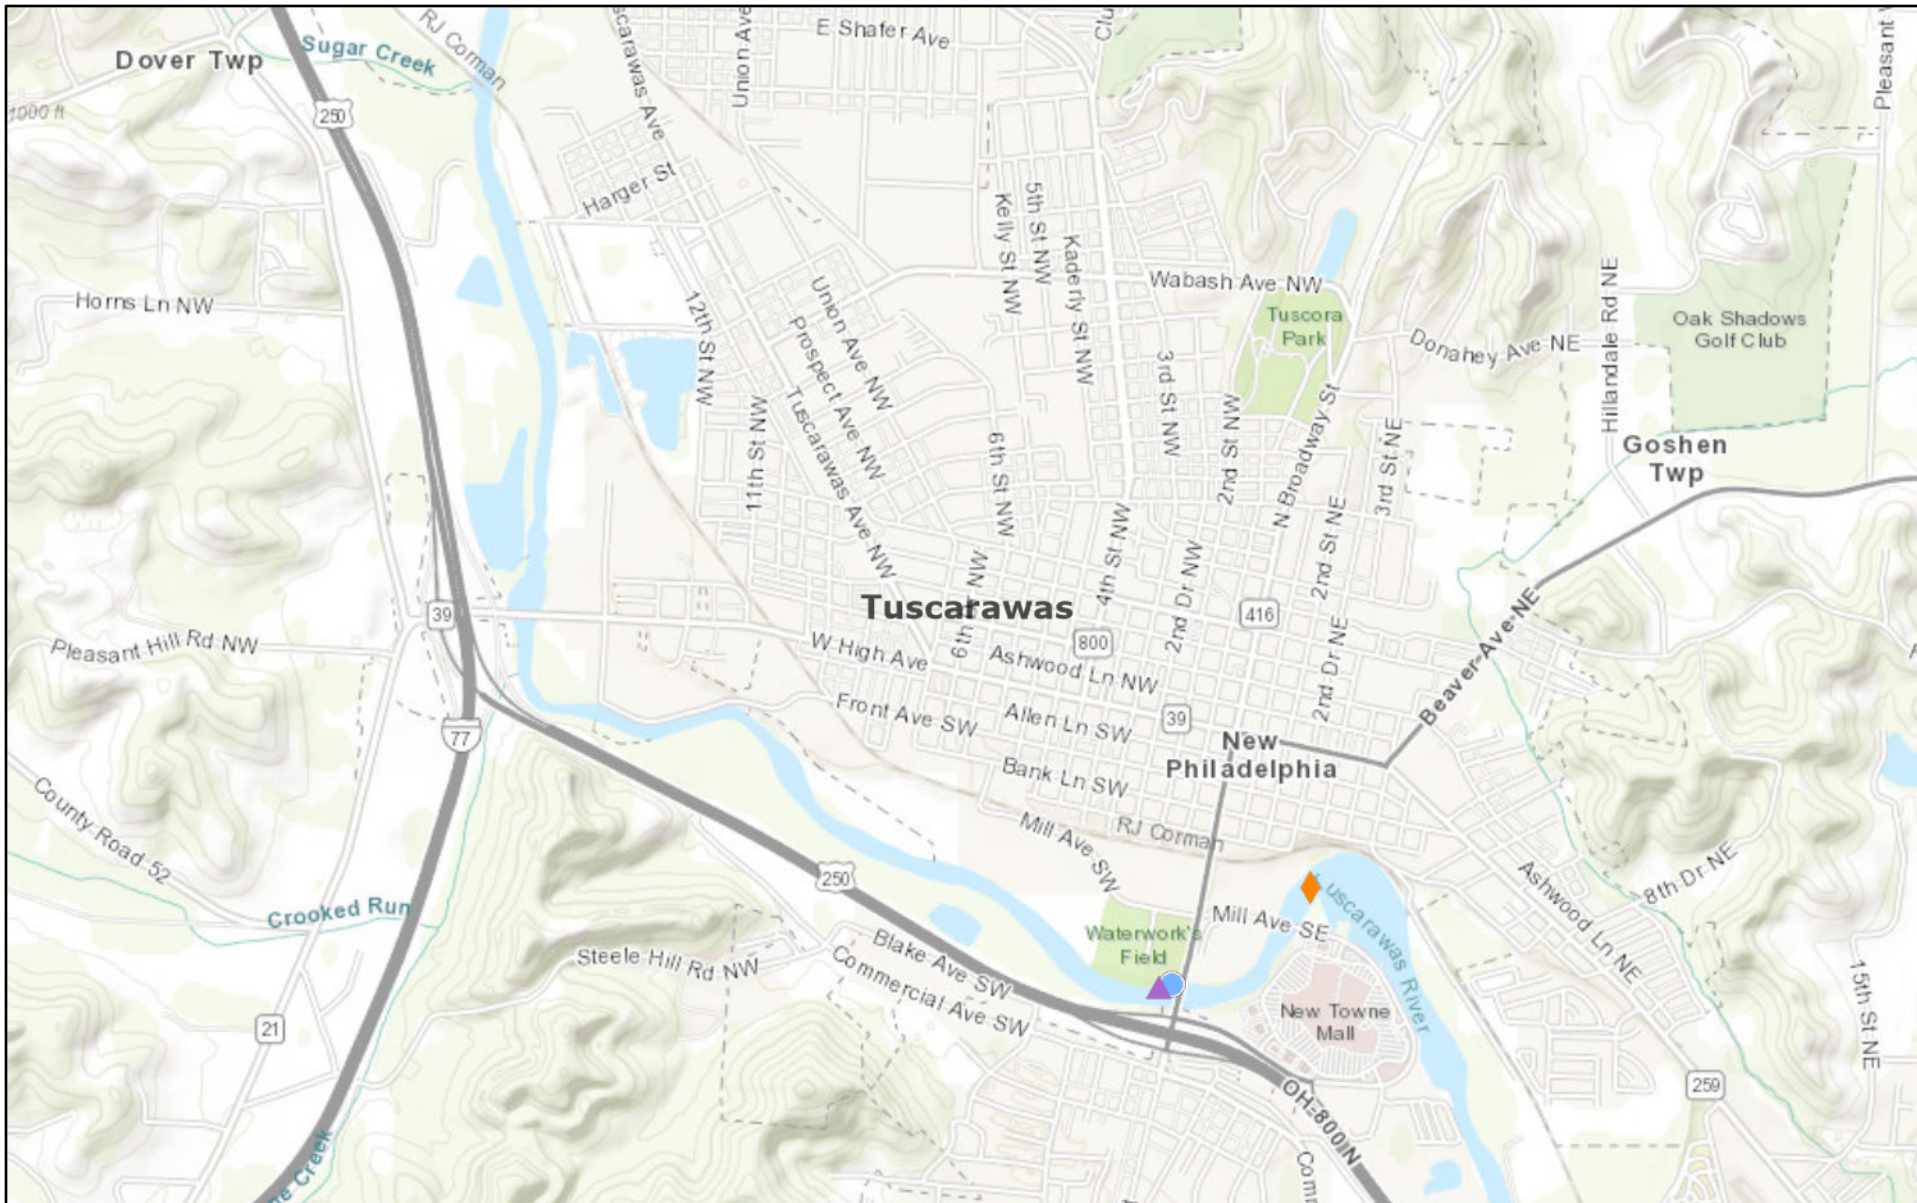 RJ Corman
Dover Twp
Sugar Creek
Union Ave
E Shafer Ave
scarawas Ave
Pleasant
1000 ft
250
Harger St
Kelly St NW
5th St NW
Kaderly St NW
Wabash Ave NW
Tuscora
Park
Horns Ln NW
12th St NW
Union Ave NW
Prospect Ave NW
Tuscarawas Ave NW
3rd St NW
Donahey Ave NE
Hillandale Rd NE
Oak Shadows
Golf Club
11th St NW
6th St NW
2nd St NW
N Broadway St
3rd St NE
Goshen
Twp
4th St NW
2nd Dr NW
2nd St NE
39
Tuscarawas
800
416
Pleasant Hill Rd NW
W High Ave
Ashwood Ln NW
2nd Dr NE
Beaver Ave NE
Front Ave SW
Allen Ln SW
39
77
New
Philadelphia
Bank Ln SW
County Road 52
Mill Ave SW
RJ Corman
250
Ashwood Ln NE
8th Dr NE
Crooked Run
Mill Ave SE
Tuscarawas River
Waterwork's
Field
Steele Hill Rd NW
Blake Ave SW
Commercial Ave SW
New Towne
Mall
15th St NE
21
259
OH-800 N